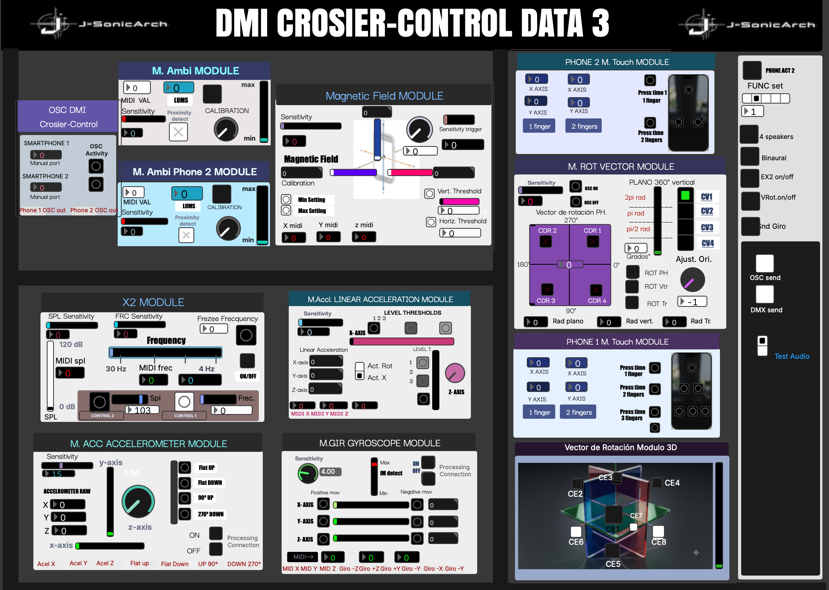 J-SonicArch
DMI CROSIER-CONTROL DATA 3
J-SonicArch
OSC DMI
Crosier-Control
SMARTPHONE 1
0
Manual port
SMARTPHONE 2
0
Manual port
OSC
Activity
Phone 1 OSC out
Phone 2 OSC out
M. Ambi MODULE
0
MIDI VAL
0
LUMS
Sensitivity
0
Proximity
detect
CALIBRATION
max
min
M. Ambi Phone 2 MODULE
0
MIDI VAL
0
LUMS
Sensitivity
0
Proximity
detect
CALIBRATION
max
min
Magnetic Field MODULE
Sensitivity
0
0
Magnetic Field
0
Calibration
0
0
Sensitivity trigger
0
Min Setting
Max Setting
Vert. Threshold
0
Horiz. Threshold
0
X midi
Y midi
z midi
0
0
0
X2 MODULE
SPL Sensitivity
0
120 dB
MIDI spl
0
0 dB
SPL
FRC Sensitivity
0
Frequency
30 Hz
4 Hz
MIDI frec
0
0
Frezee Frequency
0
ON/OFF
CONTROL 2
Spl
103
CONTROL 1
Frec.
0
M.Accl. LINEAR ACCELERATION MODULE
Sensitivity
0
LEVEL THRESHOLDS
1 2 3
X-AXIS
Linear Acceleration
X-axis
0
Y-axis
0
Z-axis
0
Act. Rot
Act. X
LEVEL T.
1
2
3
Z-AXIS
0
0
0
MIDI X MIDI Y MIDI Z
M. ACC ACCELEROMETER MODULE
Sensitivity
15
y-axis
0.00
ACCELEROMETER RAW
X
0
Y
0
Z
0
z-axis
x-axis
Flat UP
Flat DOWN
90º UP
270º DOWN
ON
OFF
Processing
Connection
Acel X
Acel Y
Acel Z
Flat up
Flat Down
UP 90°
DOWN 270°
M.GIR GYROSCOPE MODULE
Sensitivity
4.00
Max
IM detect
Min
ON
OFF
Processing
Connection
Positive mov
Negative mov
X- AXIS
0
Y- AXIS
0
Z- AXIS
0
MIDI→
0
0
0
MID X MID Y MID Z Giro -Z Giro +Z Giro +Y Giro -Y Giro -X Giro -Y
PHONE 2 M. Touch MODULE
0
X AXIS
0
X AXIS
0
Y AXIS
0
Y AXIS
1 finger
2 fingers
Press time 1
1 finger
Press time
2 fingers
M. ROT VECTOR MODULE
Sensitivity
0
OSC ON
OSC OFF
Vector de rotación PH.
270°
CDR 2
CDR 1
180°
0
0°
CDR 3
CDR 4
90°
PLANO 360° vertical
2pi rad
pi rad
pi/2 rad
0
Grados°
CV1
CV2
CV3
CV4
ROT PH
ROT Vtr
ROT Tr
Ajust. Ori.
-1
0
Rad plano
0
Rad vert.
0
Rad Tr.
PHONE 1 M. Touch MODULE
0
X AXIS
0
X AXIS
0
Y AXIS
0
Y AXIS
1 finger
2 fingers
Press time
1 finger
Press time
2 fingers
Press time
3 fingers
Vector de Rotación Modulo 3D
CE3
CE2
CE4
CE1
CE7
CE6
CE8
CE5
PHONE ACT 2
FUNC set
1
4 speakers
Binaural
EX2 on/off
VRot.on/off
Snd Giro
OSC send
DMX send
Test Audio